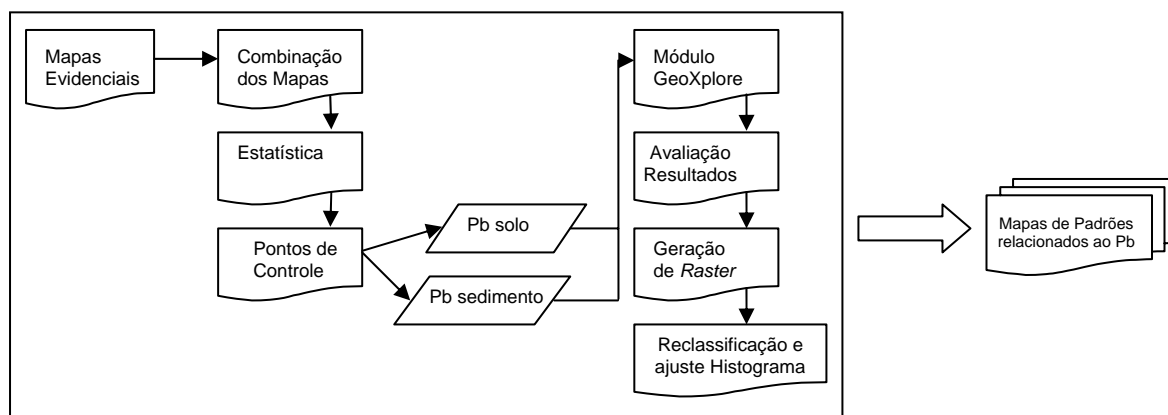 Mapas
Evidenciais
Combinação
dos Mapas
Estatística
Pontos de
Controle
Pb solo
Pb sedimento
Módulo
GeoXplore
Avaliação
Resultados
Geração
de Raster
Reclassificação e
ajuste Histograma
Mapas de Padrões
relacionados ao Pb